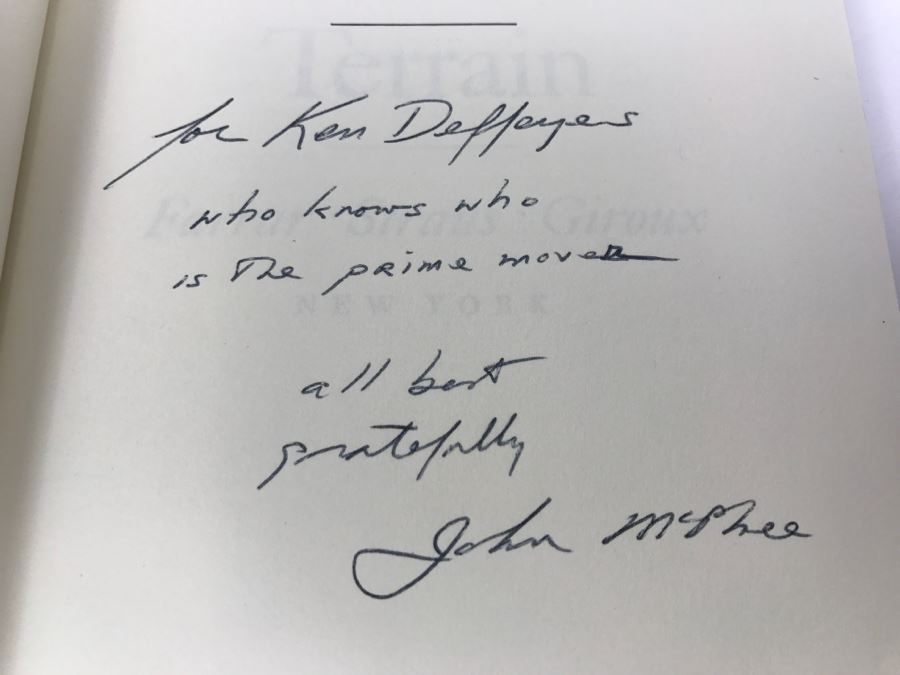 Terrain
for Ken Deffeyes
who knows who
Farrar Straus Giroux
is The prime mover
NEW YORK
all best
gratefully
John McPhee